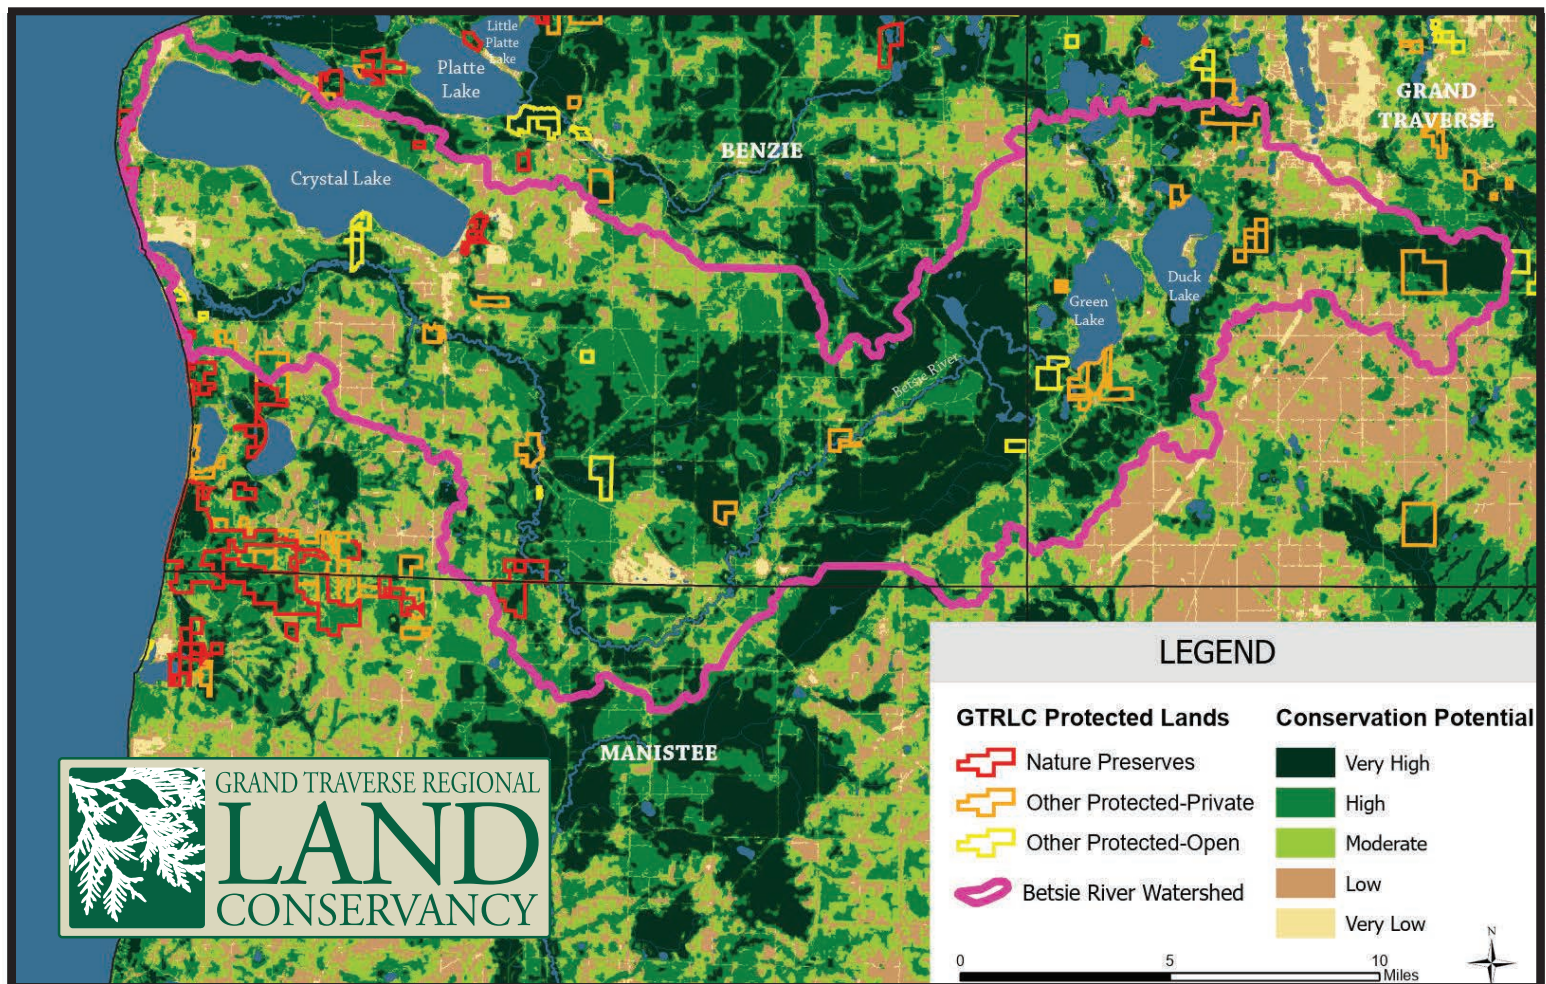 Little
Platte
Lake
Platte
Lake
GRAND
TRAVERSE
BENZIE
Crystal Lake
Duck
Lake
Green
Lake
Betsie River
MANISTEE
GRAND TRAVERSE REGIONAL
LAND
CONSERVANCY
LEGEND
GTRLC Protected Lands
Nature Preserves
Other Protected-Private
Other Protected-Open
Betsie River Watershed
Conservation Potential
Very High
High
Moderate
Low
Very Low
N
0 5 10
Miles